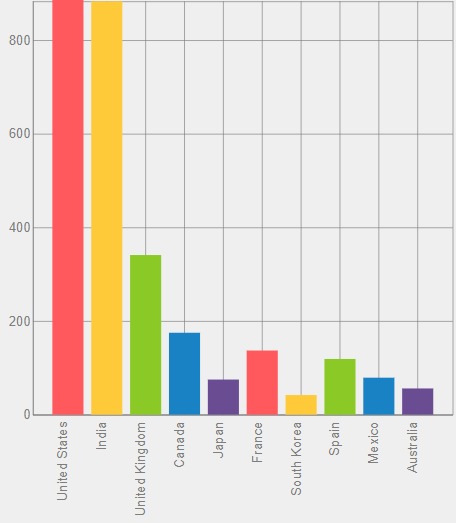 800
600
400
200
0
United States
India
United Kingdom
Canada
Japan
France
South Korea
Spain
Mexico
Australia